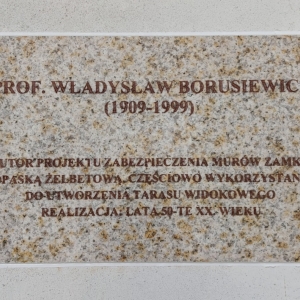 PROF. WŁADYSŁAW BORUSIEWIC
(1909-1999)
UTOR PROJEKTU ZABEZPIECZENIA MURÓW ZAMK
OPASKĄ ŻELBETOWĄ, CZĘŚCIOWO WYKORZYSTAN
DO UTWORZENIA TARASU WIDOKOWEGO
REALIZACJA: LATA 50-TE XX. WIEKU